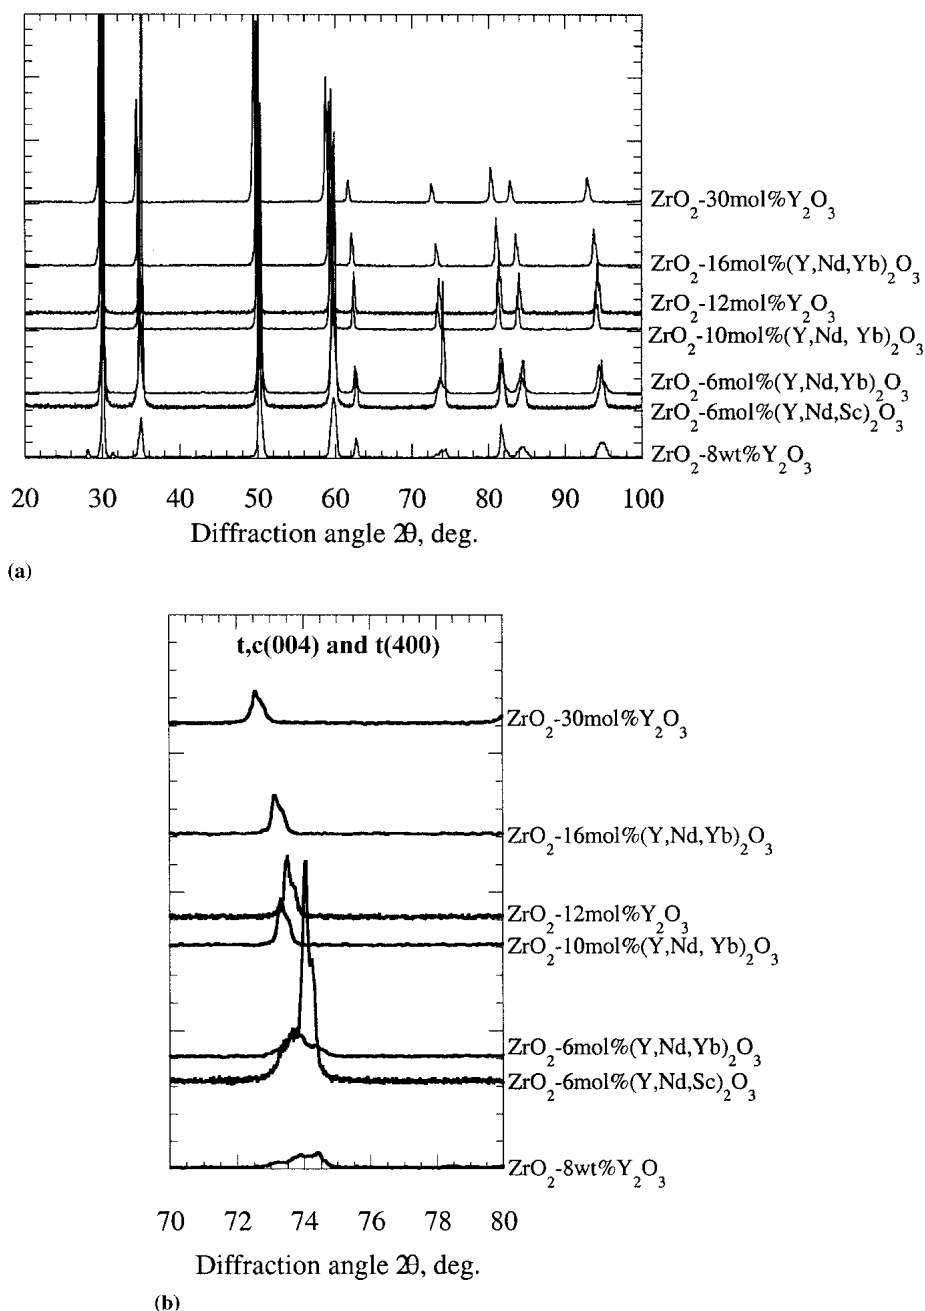 ZrO2-30mol%Y2O3
ZrO2-16mol%(Y,Nd,Yb)2O3
ZrO2-12mol%Y2O3
ZrO2-10mol%(Y,Nd, Yb)2O3
ZrO2-6mol%(Y,Nd,Yb)2O3
ZrO2-6mol%(Y,Nd,Sc)2O3
ZrO2-8wt%Y2O3
20 30 40 50 60 70 80 90 100
Diffraction angle 2θ, deg.
(a)
t,c(004) and t(400)
ZrO2-30mol%Y2O3
ZrO2-16mol%(Y,Nd,Yb)2O3
ZrO2-12mol%Y2O3
ZrO2-10mol%(Y,Nd, Yb)2O3
ZrO2-6mol%(Y,Nd,Yb)2O3
ZrO2-6mol%(Y,Nd,Sc)2O3
ZrO2-8wt%Y2O3
70 72 74 76 78 80
Diffraction angle 2θ, deg.
(b)